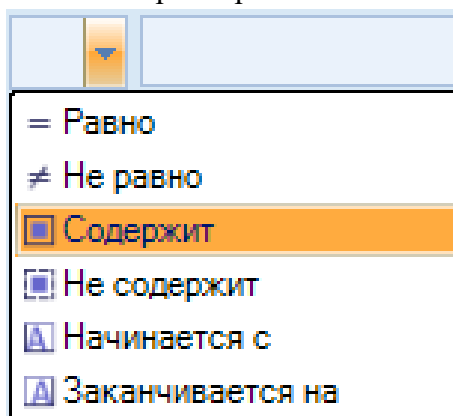 = Равно
≠ Не равно
Содержит
Не содержит
A Начинается с
A Заканчивается на